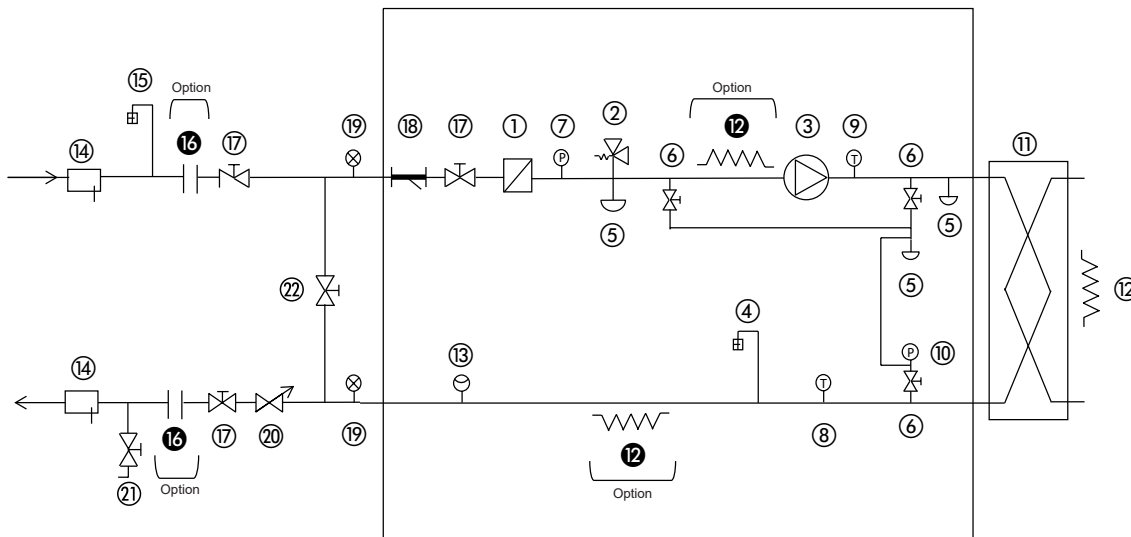 ⑮ Option Option ②
⑯ ⑰ ⑲ ⑱ ⑰ ① ⑦ ⑥ ⑫ ③ ⑨ ⑥ ⑪
⑭ P T
⑤ ⑤
⑤
㉒ ④ ⑫
⑭ ⑬ P ⑩
T
⑯ ⑰ ⑳ ⑲ ⑫ ⑧ ⑥
㉑ Option Option